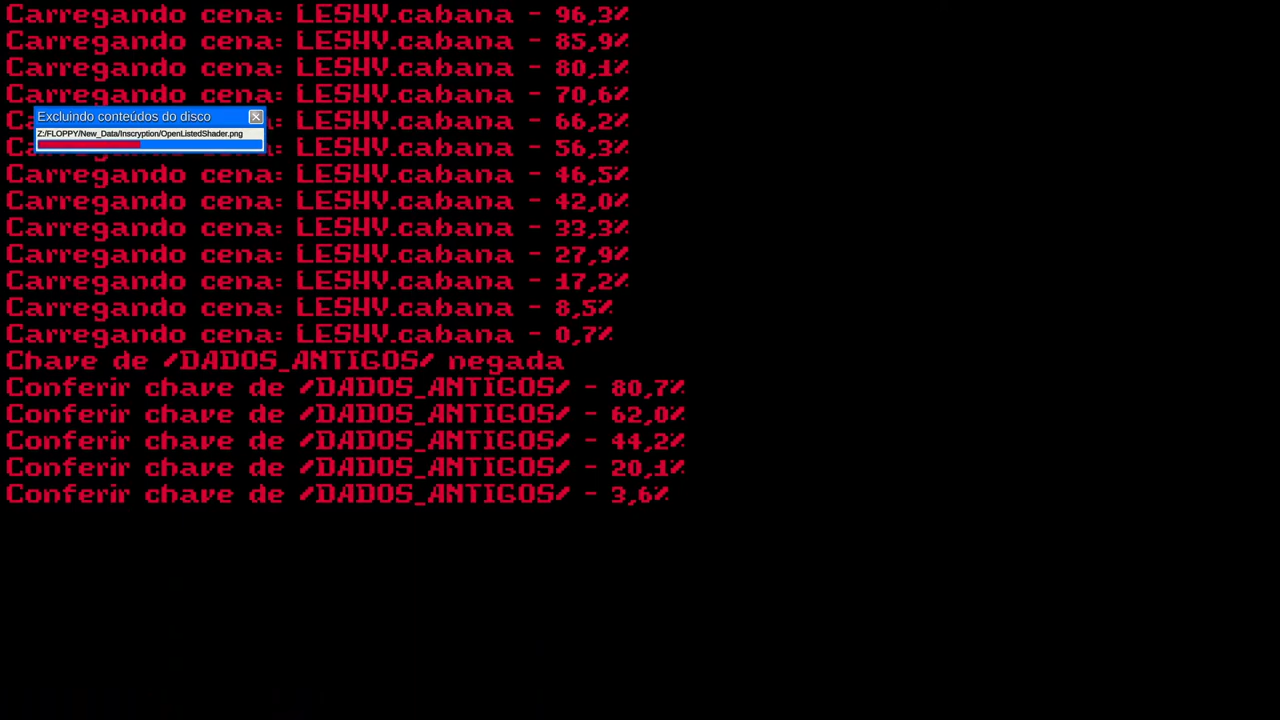 Carregando cena: LESHY.cabana - 96,3%
Carregando cena: LESHY.cabana - 85,9%
Carregando cena: LESHY.cabana - 80,1%
Carregando cena: LESHY.cabana - 70,6%
Excluindo conteúdos do disco
Z:/FLOPPY/New_Data/Inscryption/OpenListedShader.png
LESHY.cabana - 66,2%
LESHY.cabana - 56,3%
Carregando cena: LESHY.cabana - 46,5%
Carregando cena: LESHY.cabana - 42,0%
Carregando cena: LESHY.cabana - 33,3%
Carregando cena: LESHY.cabana - 27,9%
Carregando cena: LESHY.cabana - 17,2%
Carregando cena: LESHY.cabana - 8,5%
Carregando cena: LESHY.cabana - 0,7%
Chave de /DADOS_ANTIGOS/ negada
Conferir chave de /DADOS_ANTIGOS/ - 80,7%
Conferir chave de /DADOS_ANTIGOS/ - 62,0%
Conferir chave de /DADOS_ANTIGOS/ - 44,2%
Conferir chave de /DADOS_ANTIGOS/ - 20,1%
Conferir chave de /DADOS_ANTIGOS/ - 3,6%